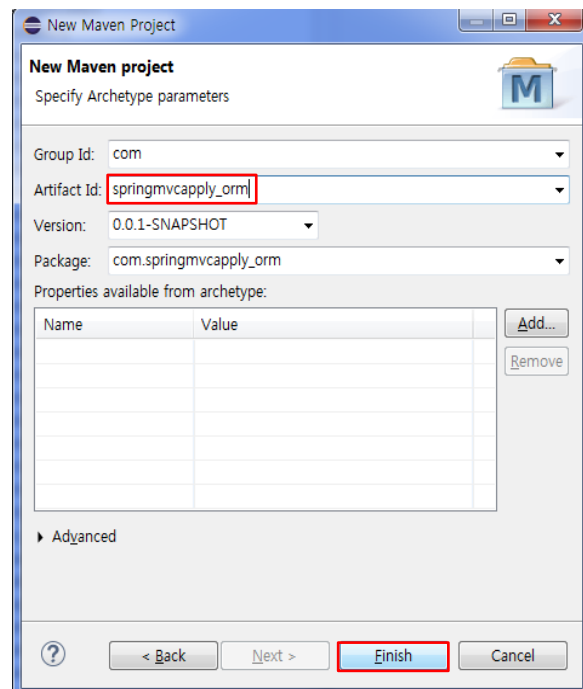 New Maven Project
New Maven project
Specify Archetype parameters
M
Group Id: com
Artifact Id: springmvcapply_orm
Version: 0.0.1-SNAPSHOT
Package: com.springmvcapply_orm
Properties available from archetype:
Name Value
Add...
Remove
Advanced
? < Back Next > Finish Cancel